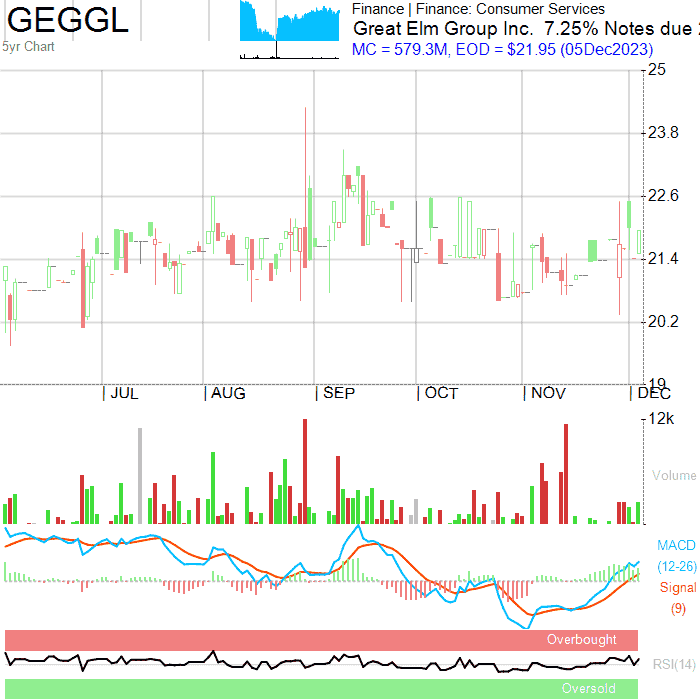 GEGGL
5yr Chart
Finance | Finance: Consumer Services
Great Elm Group Inc. 7.25% Notes due
MC = 579.3M, EOD = $21.95 (05Dec2023)
25
23.8
22.6
21.4
20.2
19
| JUL | AUG | SEP | OCT | NOV | DEC
12k
Volume
MACD
(12-26)
Signal
(9)
Overbought
RSI(14)
Oversold